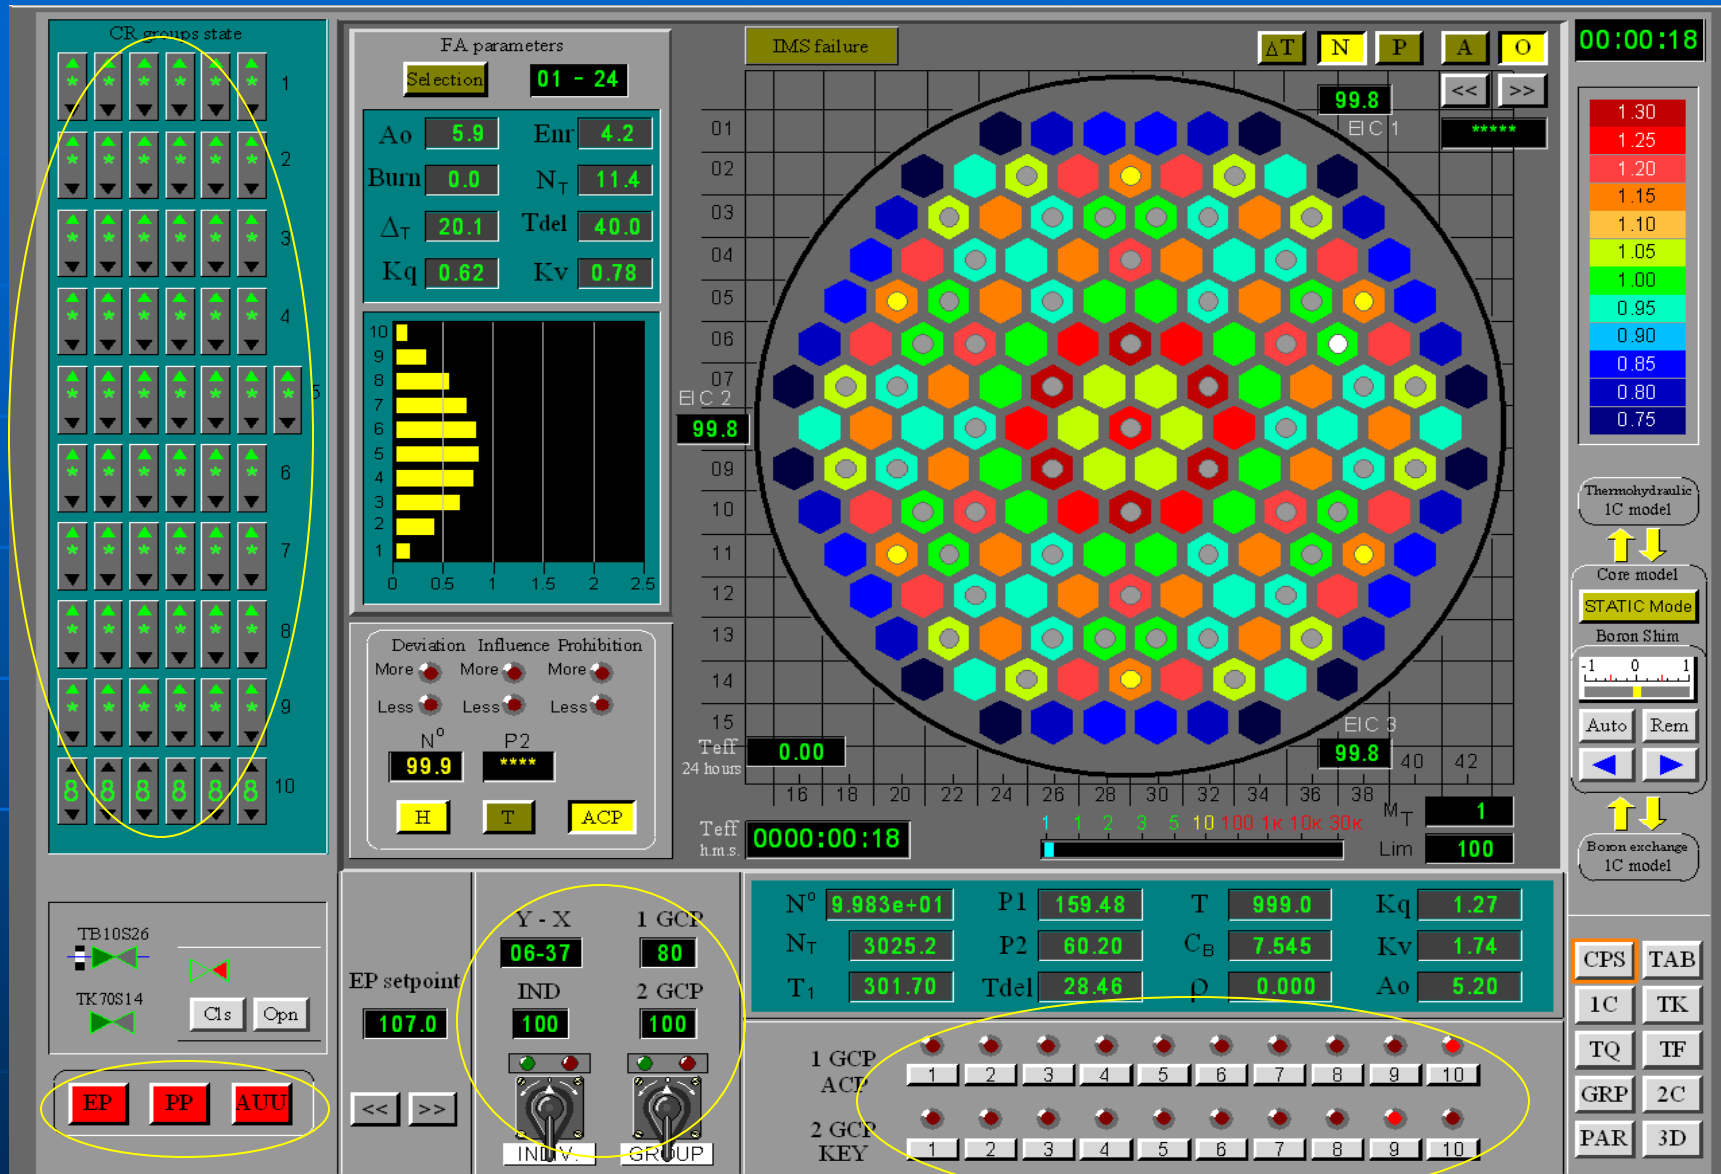 CR groups state
1
2
3
4
5
6
7
8
9
8 8 8 8 8 8 10
FA parameters
Selection 01 - 24
Ao 5.9 Enr 4.2
Burn 0.0 NT 11.4
ΔT 20.1 Tdel 40.0
Kq 0.62 Kv 0.78
10
9
8
7
6
5
4
3
2
1
0 0.5 1 1.5 2 2.5
Deviation Influence Prohibition
More More More
Less Less Less
N° P2
99.9 ****
H T ACP
IMS failure
ΔT N P A O
<< >>
99.8
EIC 1
*****
01
02
03
04
05
06
07
EIC 2
99.8
09
10
11
12
13
14
15
EIC 3
99.8
Teff
24 hours
0.00
40 42
16 18 20 22 24 26 28 30 32 34 36 38
Teff
h.m.s.
0000:00:18
1 1 2 3 5 10 100 1к 10к 30к
MT 1
Lim 100
00:00:18
1.30
1.25
1.20
1.15
1.10
1.05
1.00
0.95
0.90
0.85
0.80
0.75
Thermohydraulic
1C model
Core model
STATIC Mode
Boron Shim
-1 0 1
Auto Rem
Boron exchange
1C model
TB10S26
TK70S14
Cls Opn
EP PP AUU
EP setpoint
107.0
<< >>
Y - X 1 GCP
06-37 80
IND 2 GCP
100 100
INDIV. GROUP
N° 9.983e+01 P1 159.48 T 999.0 Kq 1.27
NT 3025.2 P2 60.20 CB 7.545 Kv 1.74
T1 301.70 Tdel 28.46 ρ 0.000 Ao 5.20
1 GCP
ACP
1 2 3 4 5 6 7 8 9 10
2 GCP
KEY
1 2 3 4 5 6 7 8 9 10
CPS TAB
1C TK
TQ TF
GRP 2C
PAR 3D